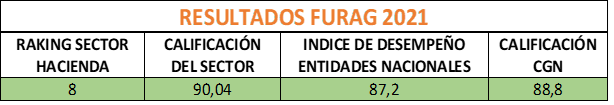 RESULTADOS FURAG 2021
RAKING SECTOR HACIENDA
CALIFICACIÓN DEL SECTOR
INDICE DE DESEMPEÑO ENTIDADES NACIONALES
CALIFICACIÓN CGN
8
90,04
87,2
88,8